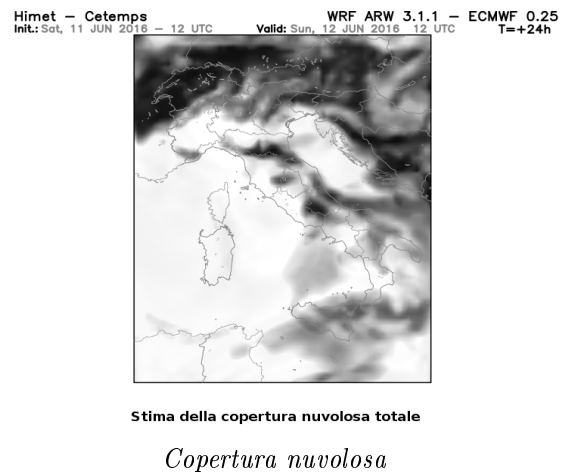 Himet – Cetemps WRF ARW 3.1.1 – ECMWF 0.25
Init.: Sat, 11 JUN 2016 – 12 UTC Valid: Sun, 12 JUN 2016 12 UTC T=+24h
Stima della copertura nuvolosa totale
Copertura nuvolosa